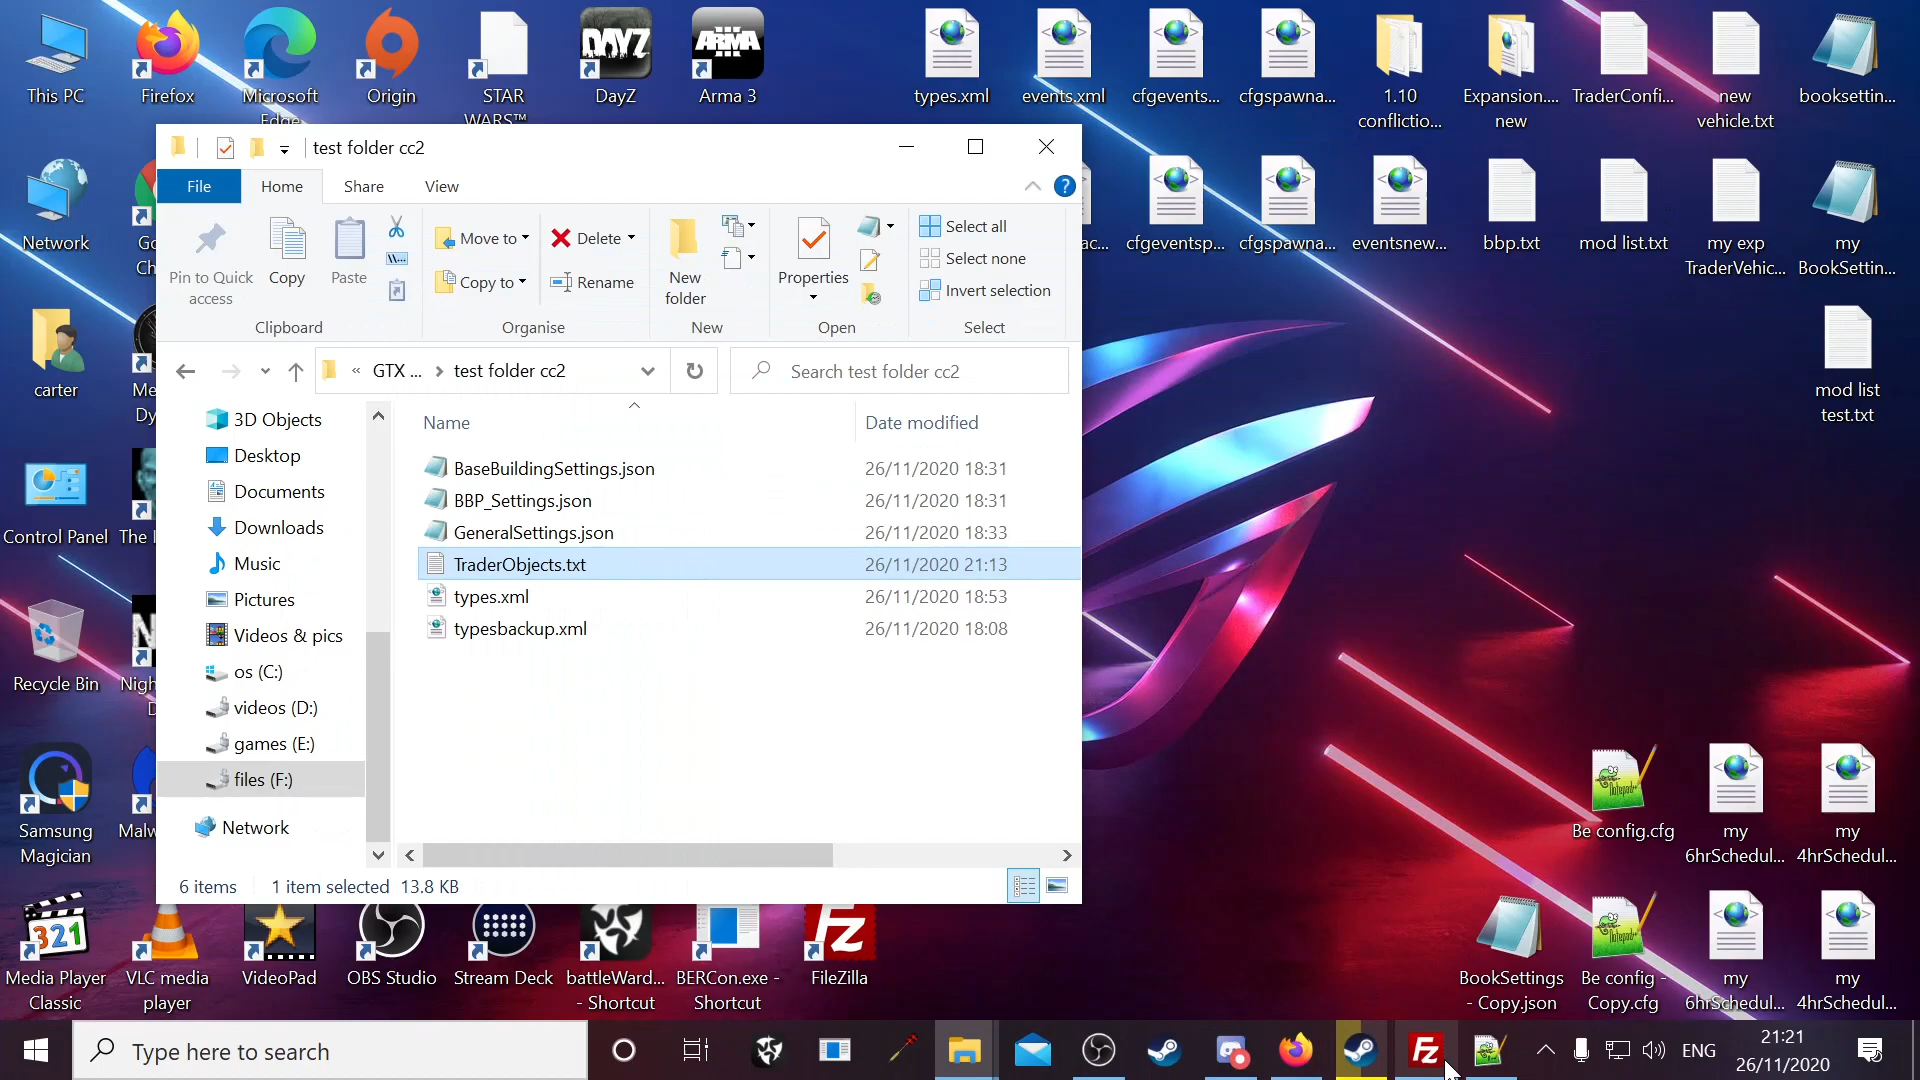 This PC
Firefox
Microsoft Edge
Origin
STAR WARS™
DAYZ
DayZ
ARMA III
Arma 3
types.xml
events.xml
cfgevents...
cfgspawna...
1.10
conflictio...
Expansion....
new
TraderConfi...
new
vehicle.txt
booksettin...
test folder cc2
File
Home
Share
View
Pin to Quick
access
Copy
Paste
Clipboard
Move to
Copy to
Delete
Rename
Organise
New
folder
New
Properties
Open
Select all
Select none
Invert selection
Select
« GTX ... › test folder cc2
Search test folder cc2
3D Objects
Desktop
Documents
Downloads
Music
Pictures
Videos & pics
os (C:)
videos (D:)
games (E:)
files (F:)
Network
Name
Date modified
BaseBuildingSettings.json 26/11/2020 18:31
BBP_Settings.json 26/11/2020 18:31
GeneralSettings.json 26/11/2020 18:33
TraderObjects.txt 26/11/2020 21:13
types.xml 26/11/2020 18:53
typesbackup.xml 26/11/2020 18:08
6 items
1 item selected 13.8 KB
Network
Control Panel
carter
Recycle Bin
Samsung
Magician
cfgeventsp...
cfgspawna...
eventsnew...
bbp.txt
mod list.txt
my exp
TraderVehic...
my
BookSettin...
mod list
test.txt
Be config.cfg
my
6hrSchedul...
my
4hrSchedul...
Media Player
Classic
VLC media
player
VideoPad
OBS Studio
Stream Deck
battleWard...
- Shortcut
BERCon.exe -
Shortcut
FileZilla
BookSettings
- Copy.json
Be config -
Copy.cfg
my
6hrSchedul...
my
4hrSchedul...
Type here to search
ENG
21:21
26/11/2020